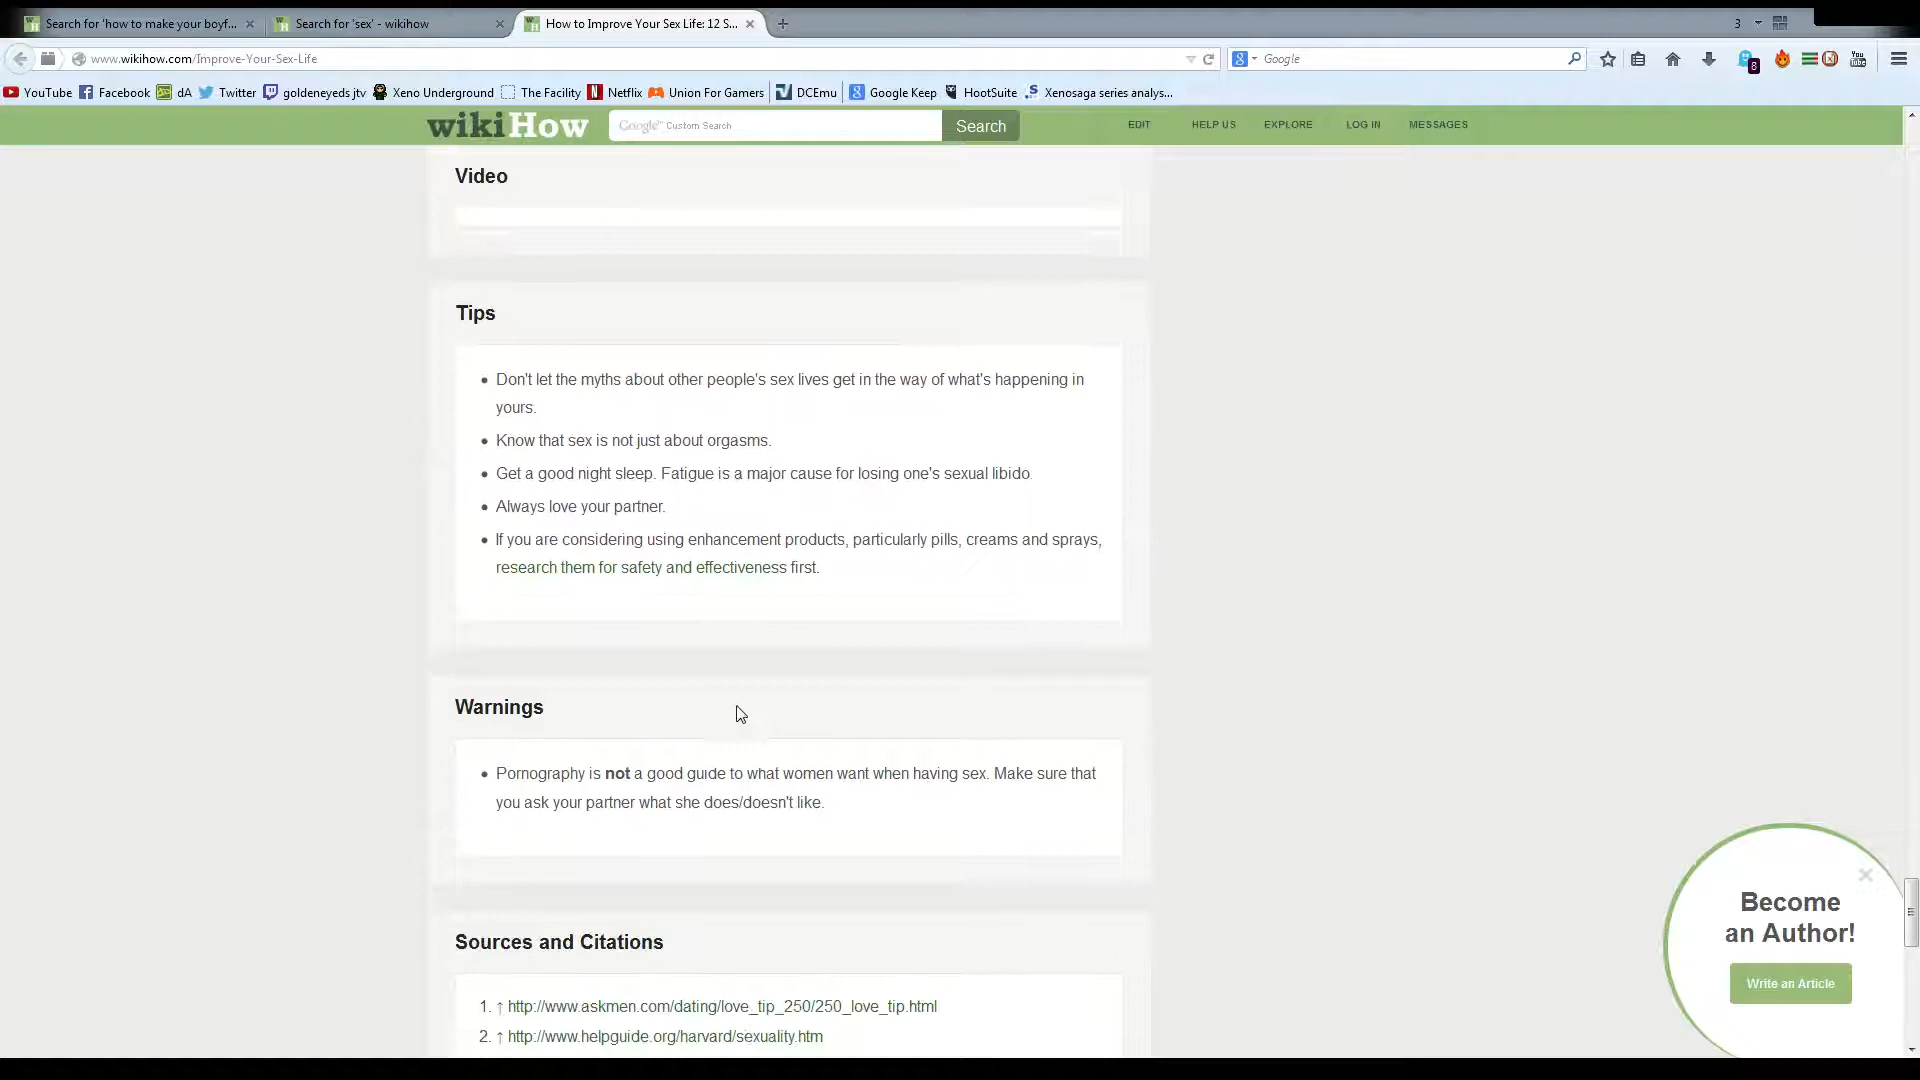 Search for 'how to make your boyf...
Search for 'sex' - wikihow
How to Improve Your Sex Life: 12 S...
3
www.wikihow.com/Improve-Your-Sex-Life
Google
8
YouTube
Facebook
dA
Twitter
goldeneyeds jtv
Xeno Underground
The Facility
Netflix
Union For Gamers
DCEmu
Google Keep
HootSuite
Xenosaga series analys...
wikiHow
Google™ Custom Search
Search
EDIT
HELP US
EXPLORE
LOG IN
MESSAGES
Video
Tips
Don't let the myths about other people's sex lives get in the way of what's happening in
yours.
Know that sex is not just about orgasms.
Get a good night sleep. Fatigue is a major cause for losing one's sexual libido.
Always love your partner.
If you are considering using enhancement products, particularly pills, creams and sprays,
research them for safety and effectiveness first.
Warnings
Pornography is not a good guide to what women want when having sex. Make sure that
you ask your partner what she does/doesn't like.
Sources and Citations
1. ↑ http://www.askmen.com/dating/love_tip_250/250_love_tip.html
2. ↑ http://www.helpguide.org/harvard/sexuality.htm
Become
an Author!
Write an Article